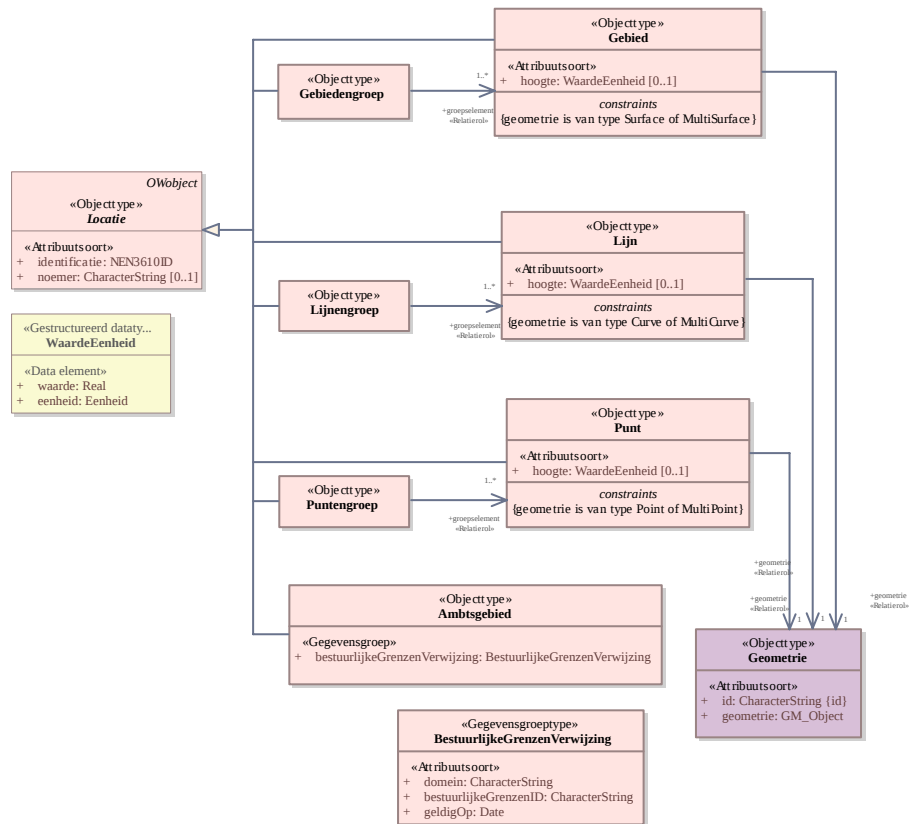 «Objecttype»
Gebied
«Attribuutsoort»
+ hoogte: WaardeEenheid [0..1]
constraints
{geometrie is van type Surface of MultiSurface}
«Objecttype»
Gebiedengroep
1..*
+groepselement
«Relatierol»
OWobject
«Objecttype»
Locatie
«Attribuutsoort»
+ identificatie: NEN3610ID
+ noemer: CharacterString [0..1]
«Objecttype»
Lijn
«Attribuutsoort»
+ hoogte: WaardeEenheid [0..1]
constraints
{geometrie is van type Curve of MultiCurve}
«Objecttype»
Lijnengroep
1..*
+groepselement
«Relatierol»
«Gestructureerd dataty...
WaardeEenheid
«Data element»
+ waarde: Real
+ eenheid: Eenheid
«Objecttype»
Punt
«Attribuutsoort»
+ hoogte: WaardeEenheid [0..1]
constraints
{geometrie is van type Point of MultiPoint}
«Objecttype»
Puntengroep
1..*
+groepselement
«Relatierol»
+geometrie
«Relatierol»
+geometrie
«Relatierol»
+geometrie
«Relatierol»
1
1
1
«Objecttype»
Ambtsgebied
«Gegevensgroep»
+ bestuurlijkeGrenzenVerwijzing: BestuurlijkeGrenzenVerwijzing
«Objecttype»
Geometrie
«Attribuutsoort»
+ id: CharacterString {id}
+ geometrie: GM_Object
«Gegevensgroeptype»
BestuurlijkeGrenzenVerwijzing
«Attribuutsoort»
+ domein: CharacterString
+ bestuurlijkeGrenzenID: CharacterString
+ geldigOp: Date